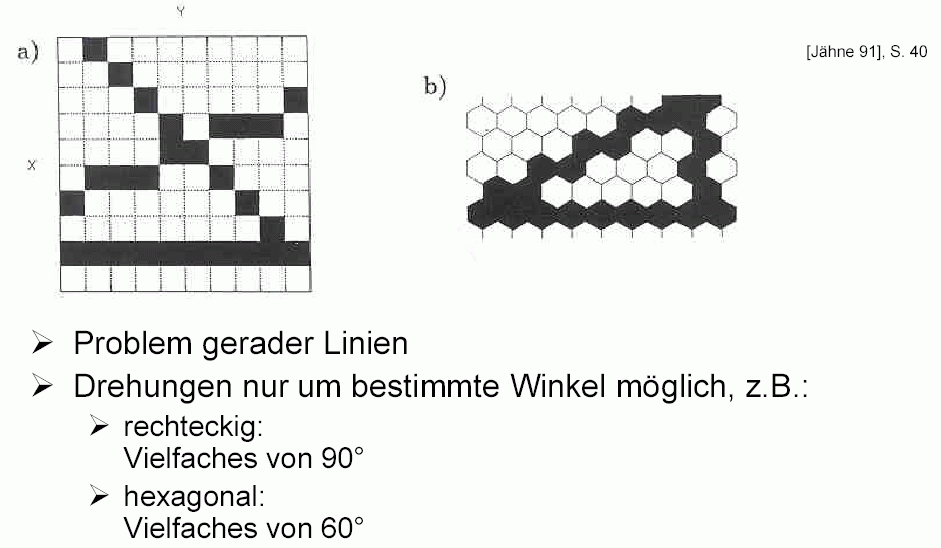 Y
a)
[Jähne 91], S. 40
b)
X
➢ Problem gerader Linien
➢ Drehungen nur um bestimmte Winkel möglich, z.B.:
➢ rechteckig:
Vielfaches von 90°
➢ hexagonal:
Vielfaches von 60°